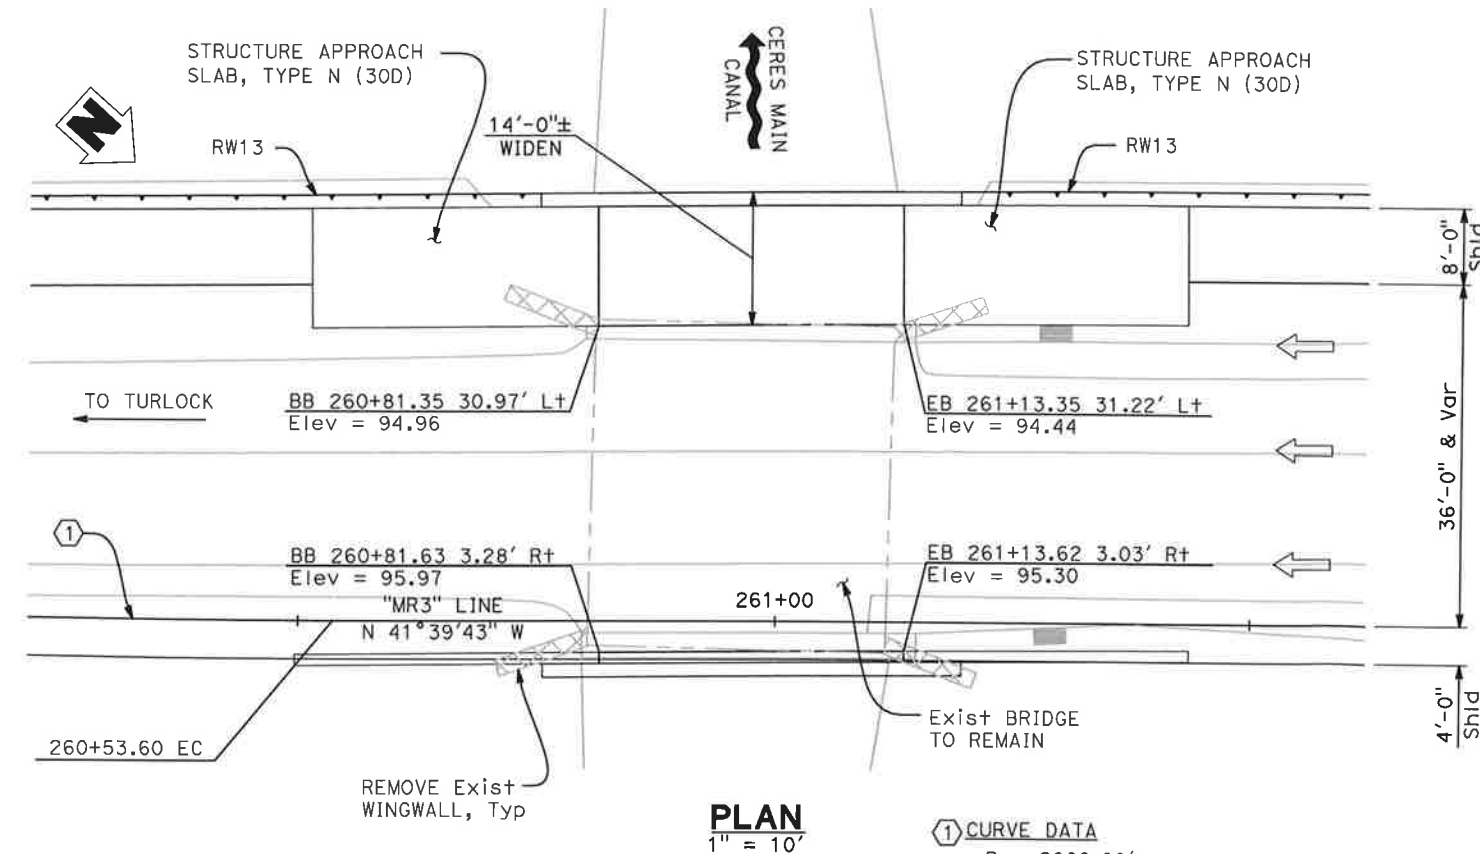 STRUCTURE APPROACH
SLAB, TYPE N (30D)
CERES MAIN
CANAL
STRUCTURE APPROACH
SLAB, TYPE N (30D)
N
14'-0"±
WIDEN
RW13
RW13
8'-0"
Shld
TO TURLOCK
BB 260+81.35 30.97' Lt
Elev = 94.96
EB 261+13.35 31.22' Lt
Elev = 94.44
36'-0" & Var
1
BB 260+81.63 3.28' Rt
Elev = 95.97
EB 261+13.62 3.03' Rt
Elev = 95.30
"MR3" LINE
N 41°39'43" W
261+00
4'-0"
Shld
260+53.60 EC
Exist BRIDGE
TO REMAIN
REMOVE Exist
WINGWALL, Typ
PLAN
1" = 10'
1 CURVE DATA